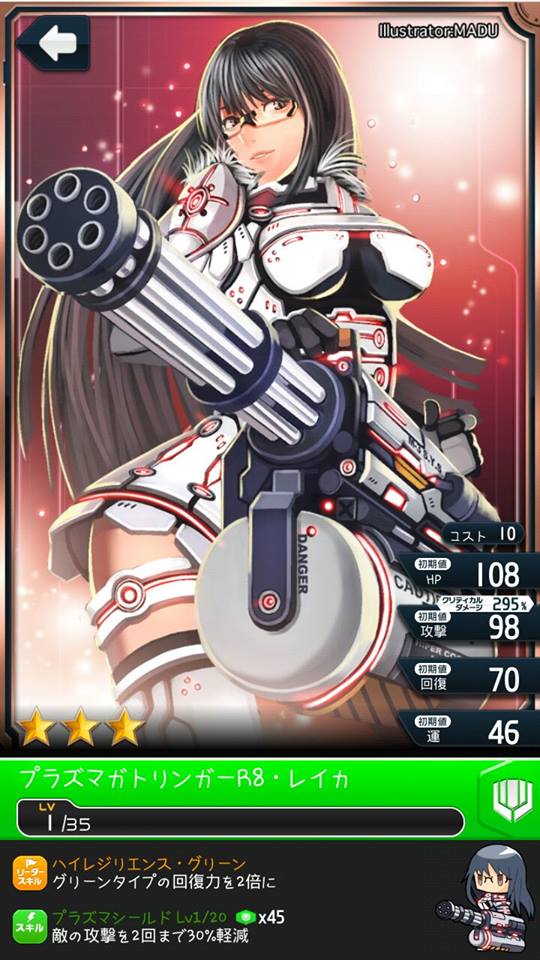 Illustrator:MADU
M.J.S.Y.S.
DANGER
コスト 10
初期値 HP 108
クリティカルダメージ 295%
初期値 攻撃 98
初期値 回復 70
初期値 運 46
プラズマガトリンガーR8・レイカ
LV 1/35
リーダースキル ハイレジリエンス・グリーン
グリーンタイプの回復力を2倍に
スキル プラズマシールド Lv1/20 x45
敵の攻撃を2回まで30%軽減